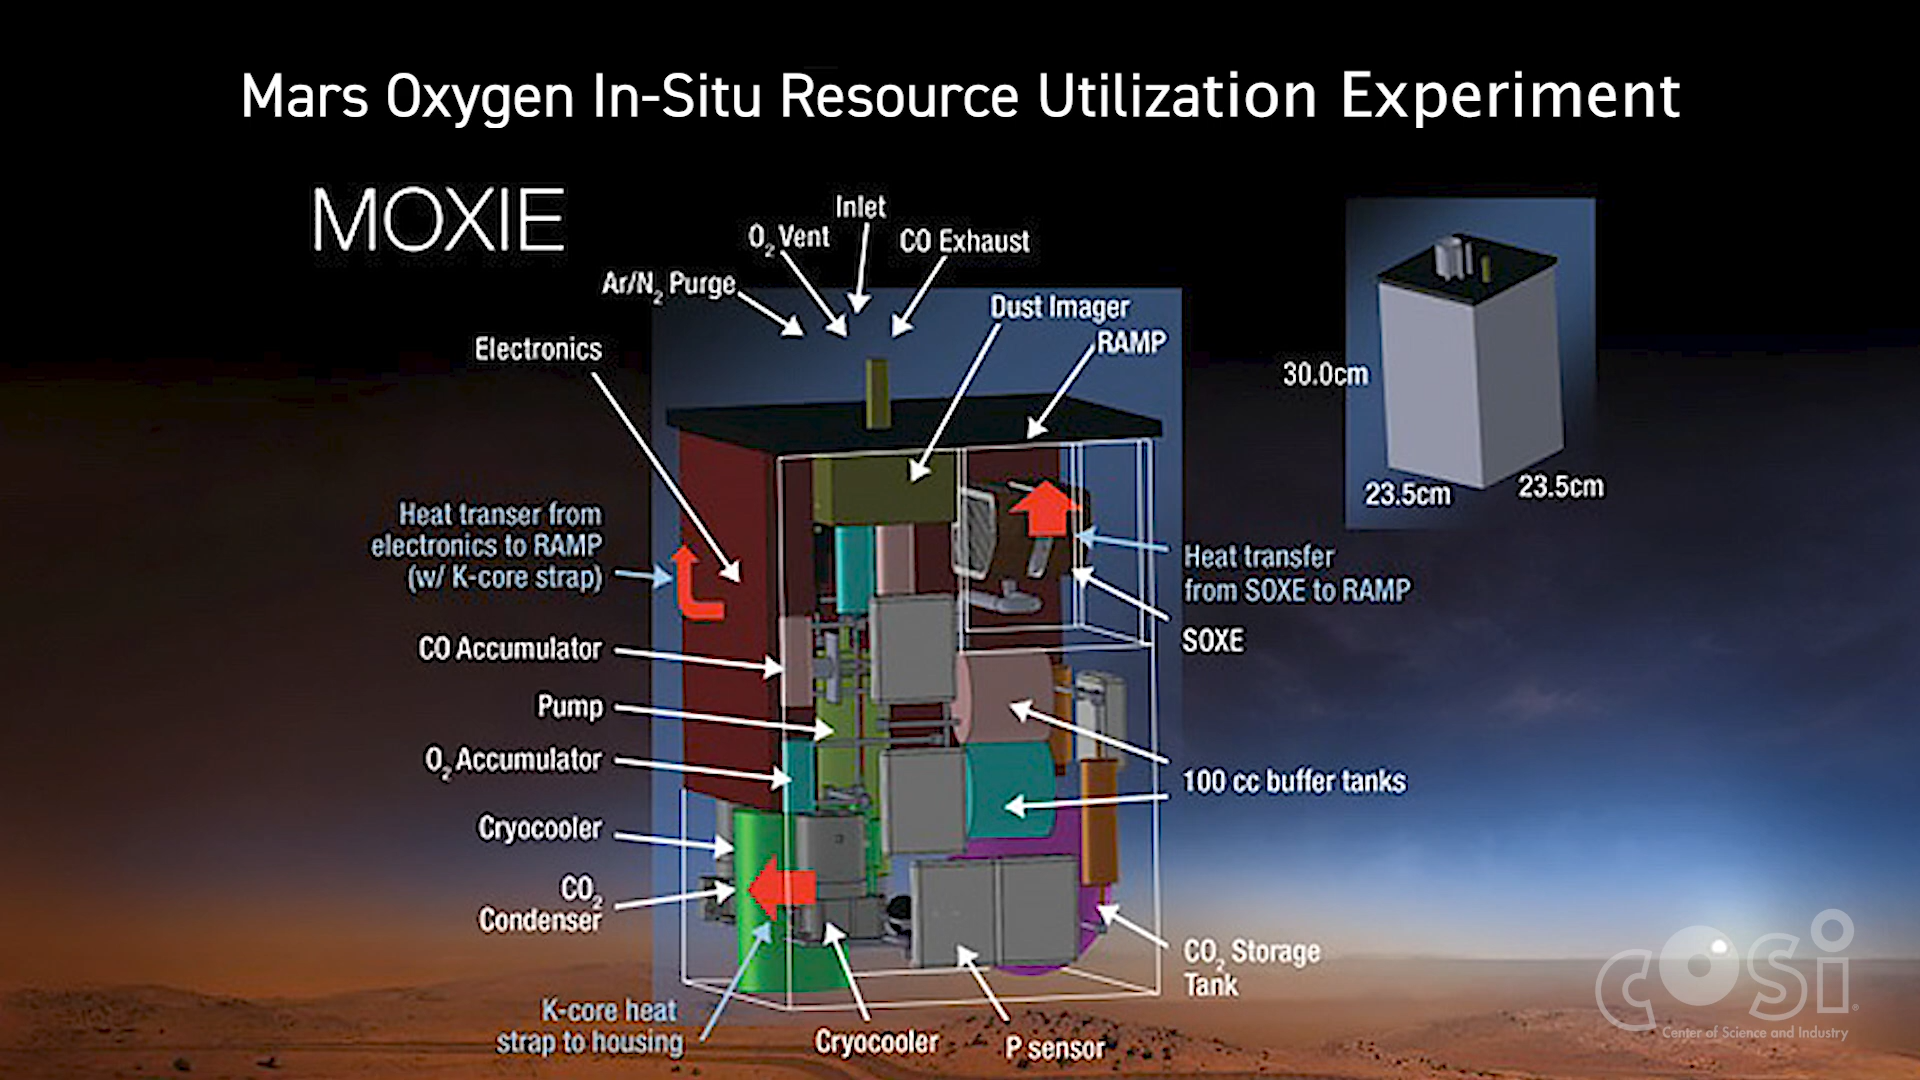 Mars Oxygen In-Situ Resource Utilization Experiment
MOXIE
Inlet
O₂ Vent
CO Exhaust
Ar/N₂ Purge
Dust Imager
RAMP
Electronics
30.0cm
23.5cm
23.5cm
Heat transer from
electronics to RAMP
(w/ K-core strap)
Heat transfer
from SOXE to RAMP
SOXE
CO Accumulator
Pump
O₂ Accumulator
100 cc buffer tanks
Cryocooler
CO₂
Condenser
CO₂ Storage
Tank
K-core heat
strap to housing
Cryocooler
P sensor
COSI
Center of Science and Industry